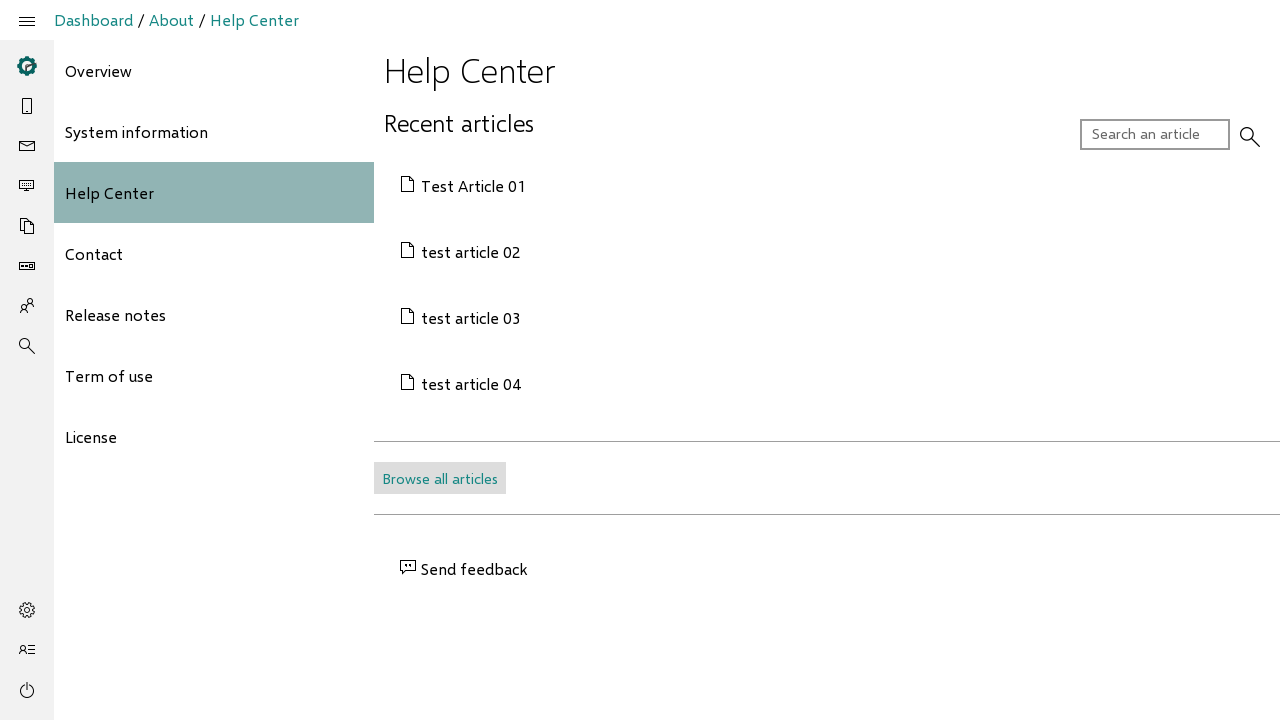 Dashboard / About / Help Center
Overview
System information
Help Center
Contact
Release notes
Term of use
License
Help Center
Recent articles
Search an article
Test Article 01
test article 02
test article 03
test article 04
Browse all articles
Send feedback